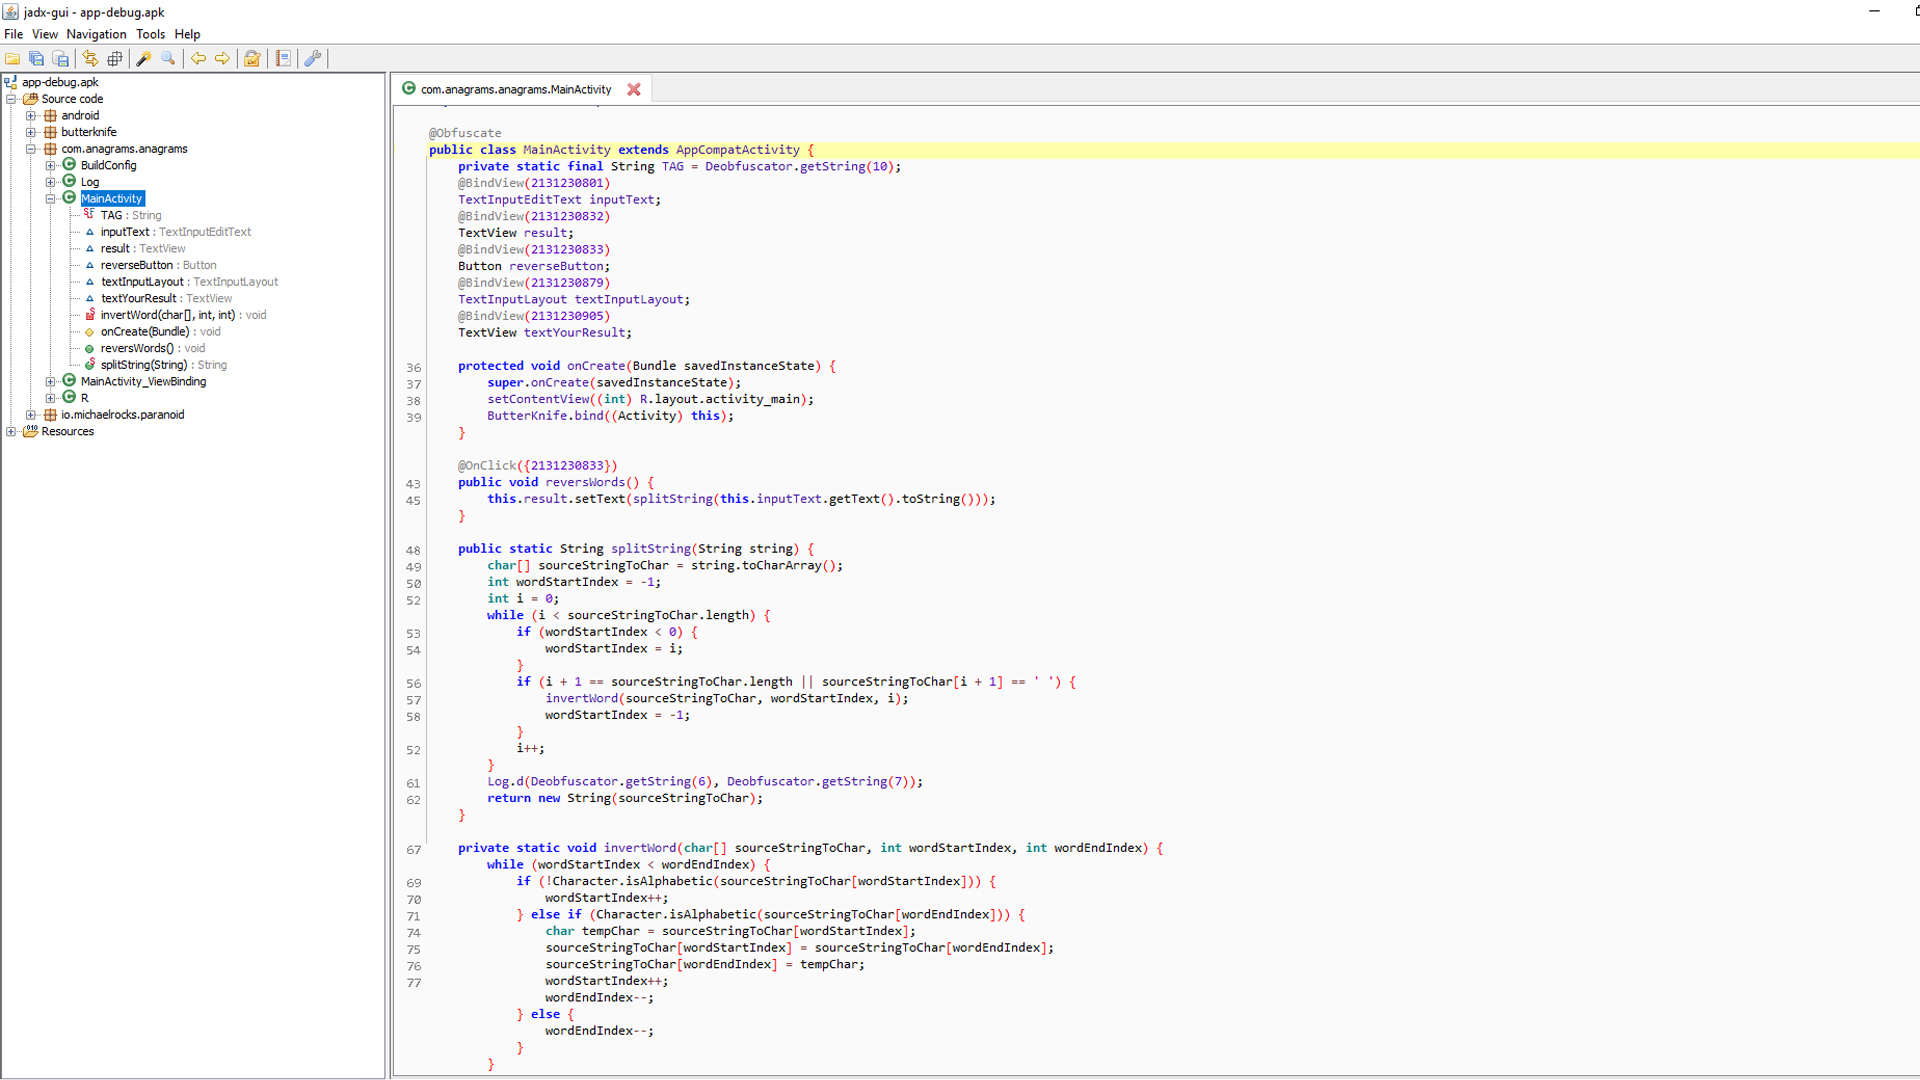 jadx-gui - app-debug.apk
File View Navigation Tools Help
app-debug.apk
Source code
android
butterknife
com.anagrams.anagrams
BuildConfig
Log
MainActivity
TAG : String
inputText : TextInputEditText
result : TextView
reverseButton : Button
textInputLayout : TextInputLayout
textYourResult : TextView
invertWord(char[], int, int) : void
onCreate(Bundle) : void
reversWords() : void
splitString(String) : String
MainActivity_ViewBinding
R
io.michaelrocks.paranoid
Resources
com.anagrams.anagrams.MainActivity
@Obfuscate
public class MainActivity extends AppCompatActivity {
private static final String TAG = Deobfuscator.getString(10);
@BindView(2131230801)
TextInputEditText inputText;
@BindView(2131230832)
TextView result;
@BindView(2131230833)
Button reverseButton;
@BindView(2131230879)
TextInputLayout textInputLayout;
@BindView(2131230905)
TextView textYourResult;
36 protected void onCreate(Bundle savedInstanceState) {
37 super.onCreate(savedInstanceState);
38 setContentView((int) R.layout.activity_main);
39 ButterKnife.bind((Activity) this);
}
@OnClick({2131230833})
43 public void reversWords() {
45 this.result.setText(splitString(this.inputText.getText().toString()));
}
48 public static String splitString(String string) {
49 char[] sourceStringToChar = string.toCharArray();
50 int wordStartIndex = -1;
52 int i = 0;
while (i < sourceStringToChar.length) {
53 if (wordStartIndex < 0) {
54 wordStartIndex = i;
}
56 if (i + 1 == sourceStringToChar.length || sourceStringToChar[i + 1] == ' ') {
57 invertWord(sourceStringToChar, wordStartIndex, i);
58 wordStartIndex = -1;
}
52 i++;
}
61 Log.d(Deobfuscator.getString(6), Deobfuscator.getString(7));
62 return new String(sourceStringToChar);
}
67 private static void invertWord(char[] sourceStringToChar, int wordStartIndex, int wordEndIndex) {
while (wordStartIndex < wordEndIndex) {
69 if (!Character.isAlphabetic(sourceStringToChar[wordStartIndex])) {
70 wordStartIndex++;
71 } else if (Character.isAlphabetic(sourceStringToChar[wordEndIndex])) {
74 char tempChar = sourceStringToChar[wordStartIndex];
75 sourceStringToChar[wordStartIndex] = sourceStringToChar[wordEndIndex];
76 sourceStringToChar[wordEndIndex] = tempChar;
77 wordStartIndex++;
wordEndIndex--;
} else {
wordEndIndex--;
}
}